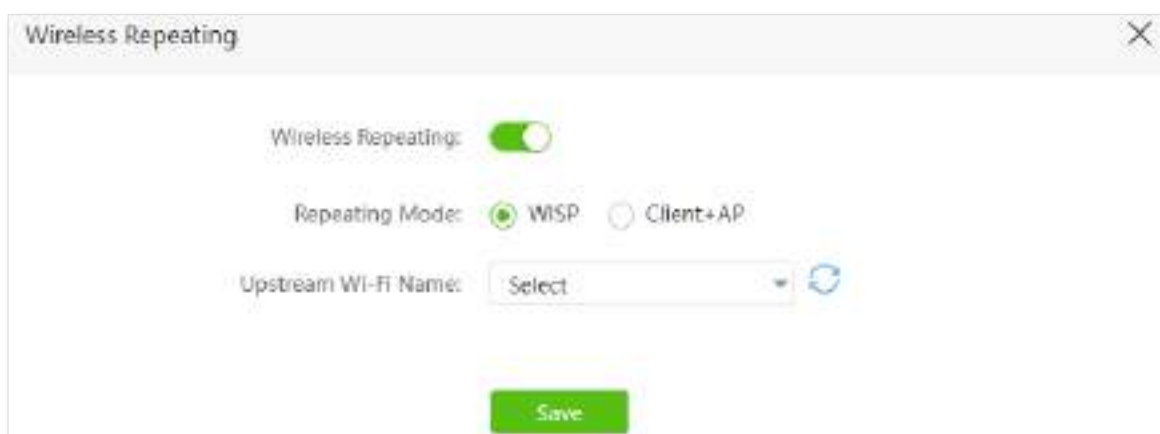 Wireless Repeating
Wireless Repeating:
Repeating Mode: WISP Client+AP
Upstream Wi-Fi Name: Select
Save